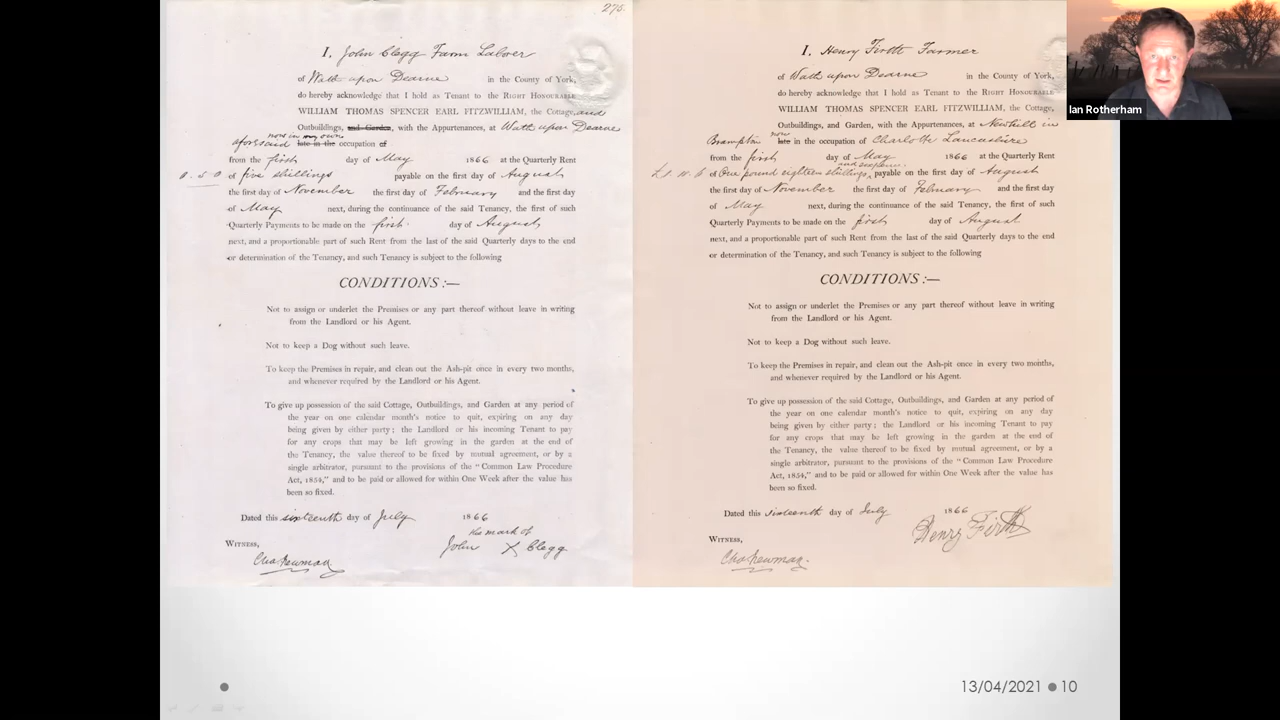 275.
I, John Clegg Farm Labor
of Wath upon Dearne in the County of York,
do hereby acknowledge that I hold as Tenant to the RIGHT HONOURABLE
WILLIAM THOMAS SPENCER EARL FITZWILLIAM, the Cottage, and
Outbuildings, and Garden, with the Appurtenances, at Wath upon Dearne
aforesaid now in my own late in the occupation of
from the first day of May 1866 at the Quarterly Rent
0. 5. 0 of five shillings payable on the first day of August
the first day of November the first day of February and the first day
of May next, during the continuance of the said Tenancy, the first of such
Quarterly Payments to be made on the first day of August
next, and a proportionable part of such Rent from the last of the said Quarterly days to the end
or determination of the Tenancy, and such Tenancy is subject to the following
CONDITIONS :—
Not to assign or underlet the Premises or any part thereof without leave in writing
from the Landlord or his Agent.
Not to keep a Dog without such leave.
To keep the Premises in repair, and clean out the Ash-pit once in every two months,
and whenever required by the Landlord or his Agent.
To give up possession of the said Cottage, Outbuildings, and Garden at any period of
the year on one calendar month's notice to quit, expiring on any day
being given by either party; the Landlord or his incoming Tenant to pay
for any crops that may be left growing in the garden at the end of
the Tenancy, the value thereof to be fixed by mutual agreement, or by a
single arbitrator, pursuant to the provisions of the "Common Law Procedure
Act, 1854," and to be paid or allowed for within One Week after the value has
been so fixed.
Dated this sixteenth day of July 1866
his mark of
WITNESS, John X Clegg
Chas Newman
I, Henry Firth Farmer
of Wath upon Dearne in the County of York,
do hereby acknowledge that I hold as Tenant to the RIGHT HONOURABLE
WILLIAM THOMAS SPENCER EARL FITZWILLIAM, the Cottage,
Outbuildings, and Garden, with the Appurtenances, at Newhill in
Brampton now late in the occupation of Charlotte Lancashire
from the first day of May 1866 at the Quarterly Rent
of One pound eighteen shillings and sixpence payable on the first day of August
the first day of November the first day of February and the first day
of May next, during the continuance of the said Tenancy, the first of such
Quarterly Payments to be made on the first day of August
next, and a proportionable part of such Rent from the last of the said Quarterly days to the end
or determination of the Tenancy, and such Tenancy is subject to the following
CONDITIONS :—
Not to assign or underlet the Premises or any part thereof without leave in writing
from the Landlord or his Agent.
Not to keep a Dog without such leave.
To keep the Premises in repair, and clean out the Ash-pit once in every two months,
and whenever required by the Landlord or his Agent.
To give up possession of the said Cottage, Outbuildings, and Garden at any period of
the year on one calendar month's notice to quit, expiring on any day
being given by either party; the Landlord or his incoming Tenant to pay
for any crops that may be left growing in the garden at the end of
the Tenancy, the value thereof to be fixed by mutual agreement, or by a
single arbitrator, pursuant to the provisions of the "Common Law Procedure
Act, 1854," and to be paid or allowed for within One Week after the value has
been so fixed.
Dated this sixteenth day of July 1866
Henry Firth
WITNESS,
Chas Newman.
Ian Rotherham
13/04/2021 10